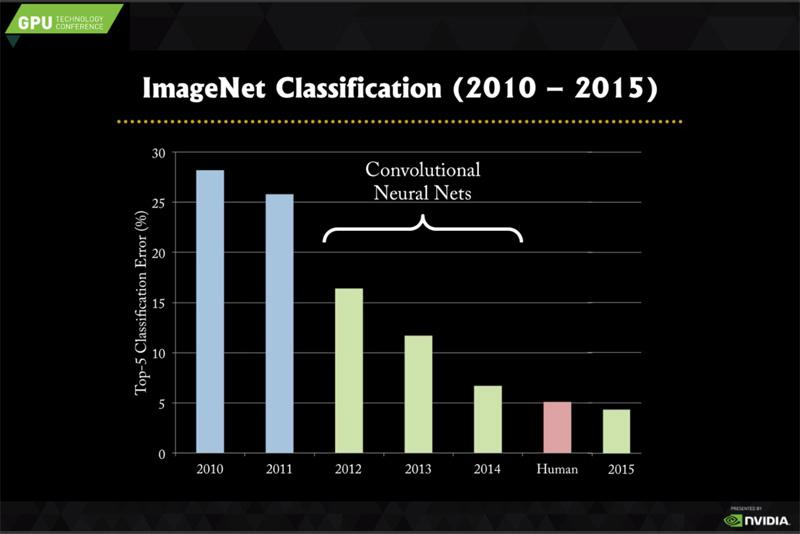 GPU TECHNOLOGY
CONFERENCE
ImageNet Classification (2010 – 2015)
Convolutional
Neural Nets
Top-5 Classification Error (%)
30
25
20
15
10
5
0
2010 2011 2012 2013 2014 Human 2015
PRESENTED BY
NVIDIA.